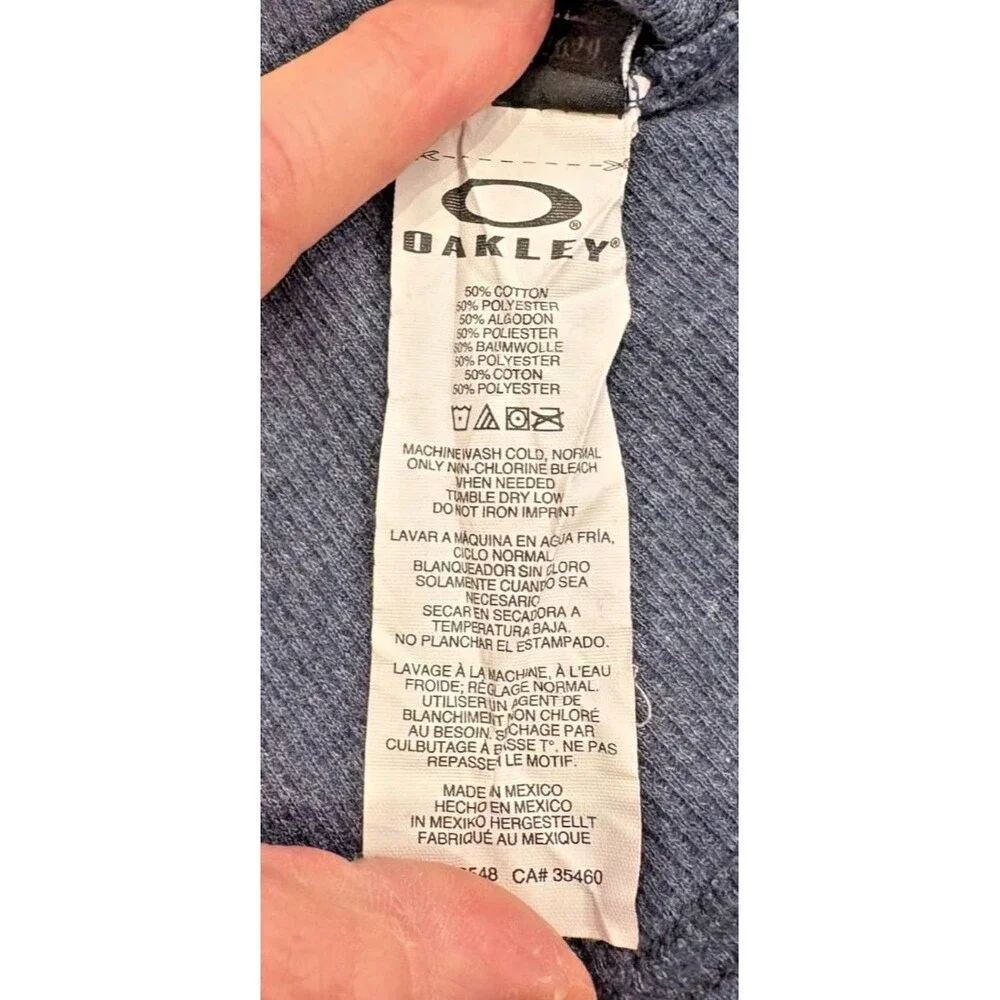 OAKLEY®
50% COTTON
50% POLYESTER
50% ALGODON
50% POLIESTER
50% BAUMWOLLE
50% POLYESTER
50% COTON
50% POLYESTER
MACHINE WASH COLD, NORMAL
ONLY NON-CHLORINE BLEACH
WHEN NEEDED
TUMBLE DRY LOW
DO NOT IRON IMPRINT
LAVAR A MÁQUINA EN AGUA FRÍA,
CICLO NORMAL
BLANQUEADOR SIN CLORO
SOLAMENTE CUANDO SEA
NECESARIO
SECAR EN SECADORA A
TEMPERATURA BAJA.
NO PLANCHAR EL ESTAMPADO.
LAVAGE À LA MACHINE, À L'EAU
FROIDE; RÉGLAGE NORMAL.
UTILISER UN AGENT DE
BLANCHIMENT NON CHLORÉ
AU BESOIN. SÉCHAGE PAR
CULBUTAGE À BASSE T°. NE PAS
REPASSER LE MOTIF.
MADE IN MEXICO
HECHO EN MEXICO
IN MEXIKO HERGESTELLT
FABRIQUÉ AU MEXIQUE
CA# 35460